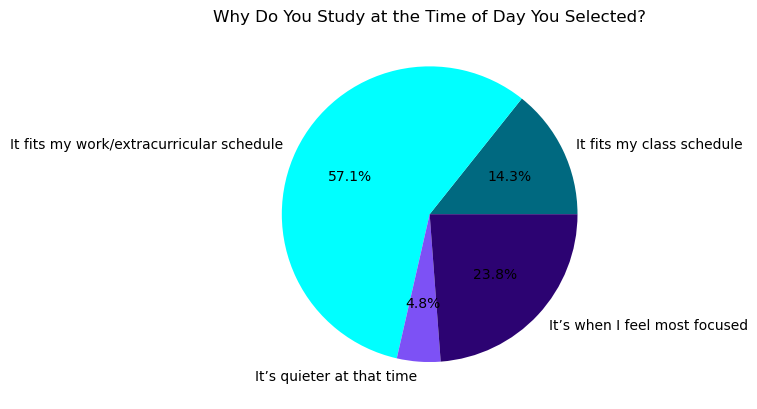 Why Do You Study at the Time of Day You Selected?
It fits my work/extracurricular schedule
It fits my class schedule
57.1%
14.3%
23.8%
4.8%
It’s when I feel most focused
It’s quieter at that time